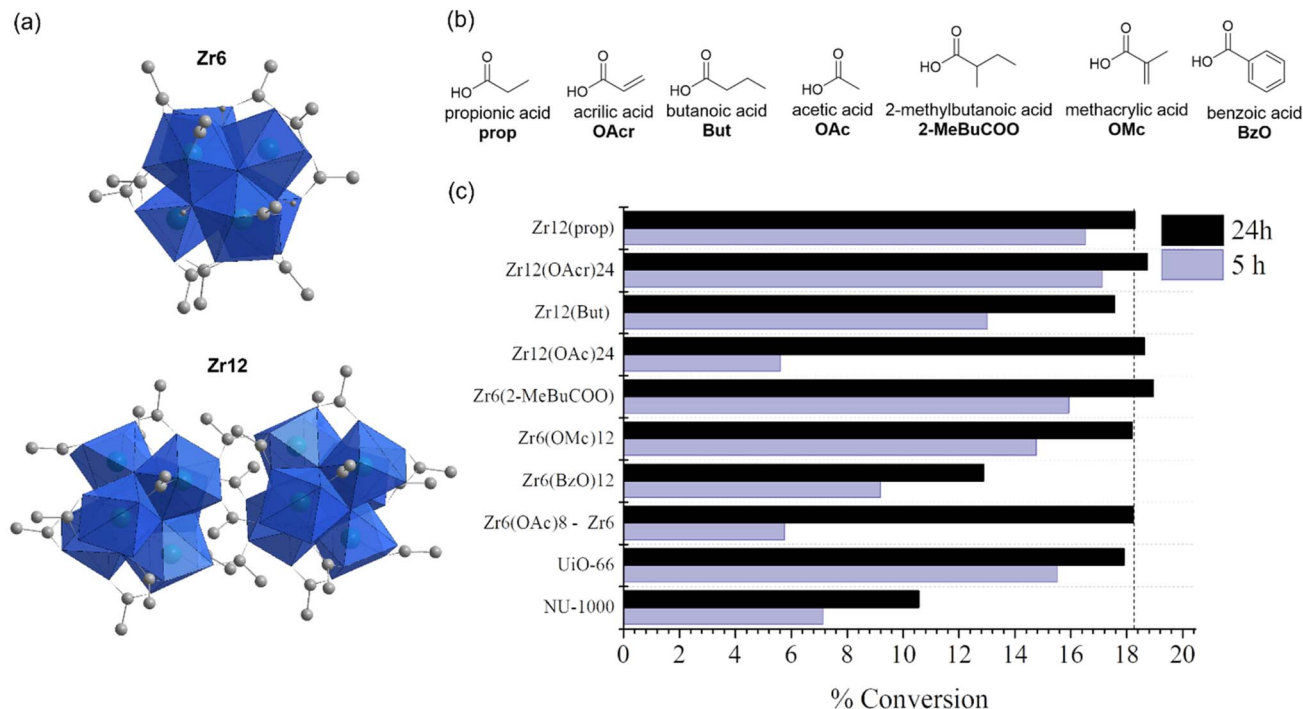 (a)
Zr6
Zr12
(b)
O
HO
propionic acid
prop
O
HO
acrilic acid
OAcr
O
HO
butanoic acid
But
O
HO
acetic acid
OAc
O
HO
2-methylbutanoic acid
2-MeBuCOO
O
HO
methacrylic acid
OMc
O
HO
benzoic acid
BzO
(c)
Zr12(prop)
Zr12(OAcr)24
Zr12(But)
Zr12(OAc)24
Zr6(2-MeBuCOO)
Zr6(OMc)12
Zr6(BzO)12
Zr6(OAc)8 - Zr6
UiO-66
NU-1000
24h
5 h
0 2 4 6 8 10 12 14 16 18 20
% Conversion